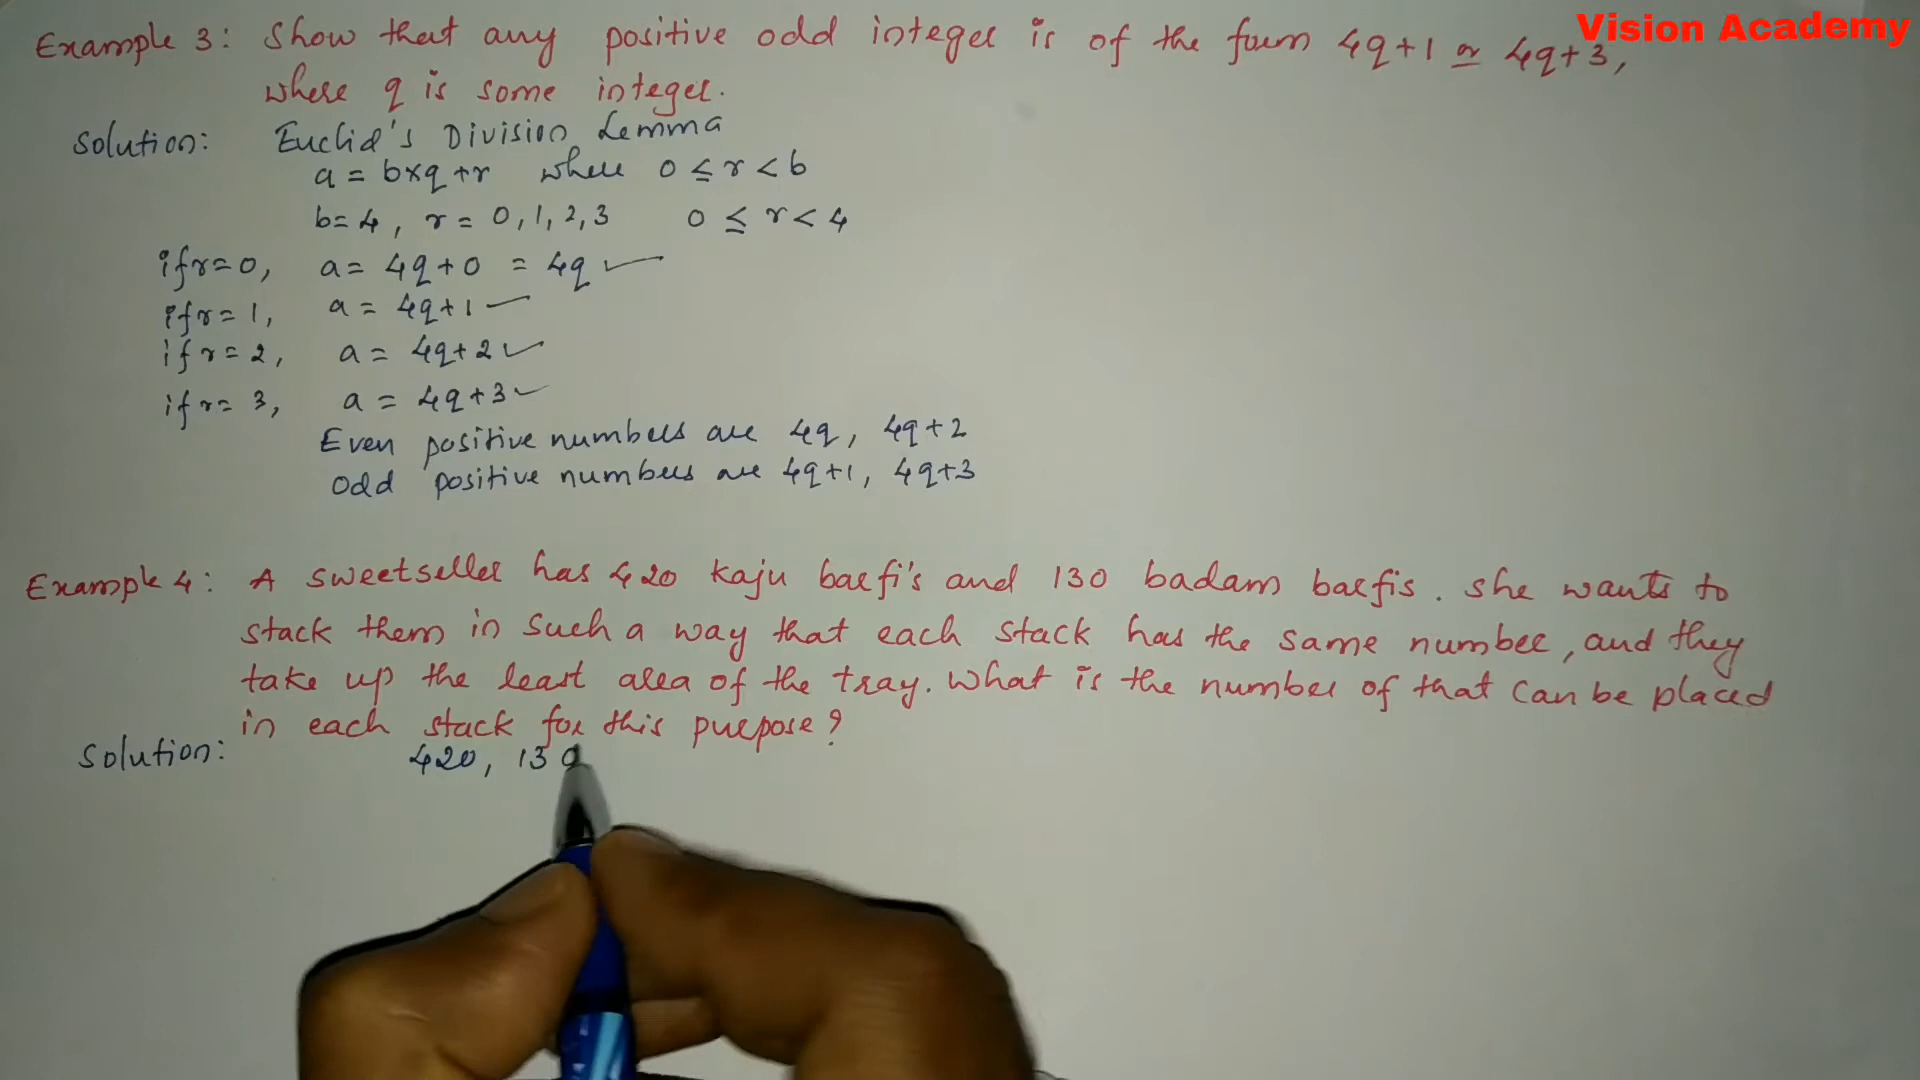 Vision Academy
Example 3: Show that any positive odd integer is of the form 4q+1 or 4q+3,
where q is some integer.
Solution: Euclid's Division Lemma
a = b×q+r where 0 ≤ r < b
b=4, r = 0,1,2,3 0 ≤ r < 4
if r=0, a = 4q+0 = 4q
if r=1, a = 4q+1
if r=2, a = 4q+2
if r=3, a = 4q+3
Even positive numbers are 4q, 4q+2
Odd positive numbers are 4q+1, 4q+3
Example 4: A sweetseller has 420 kaju barfi's and 130 badam barfis. She wants to
stack them in such a way that each stack has the same number, and they
take up the least area of the tray. What is the number of that can be placed
in each stack for this purpose?
Solution: 420, 130